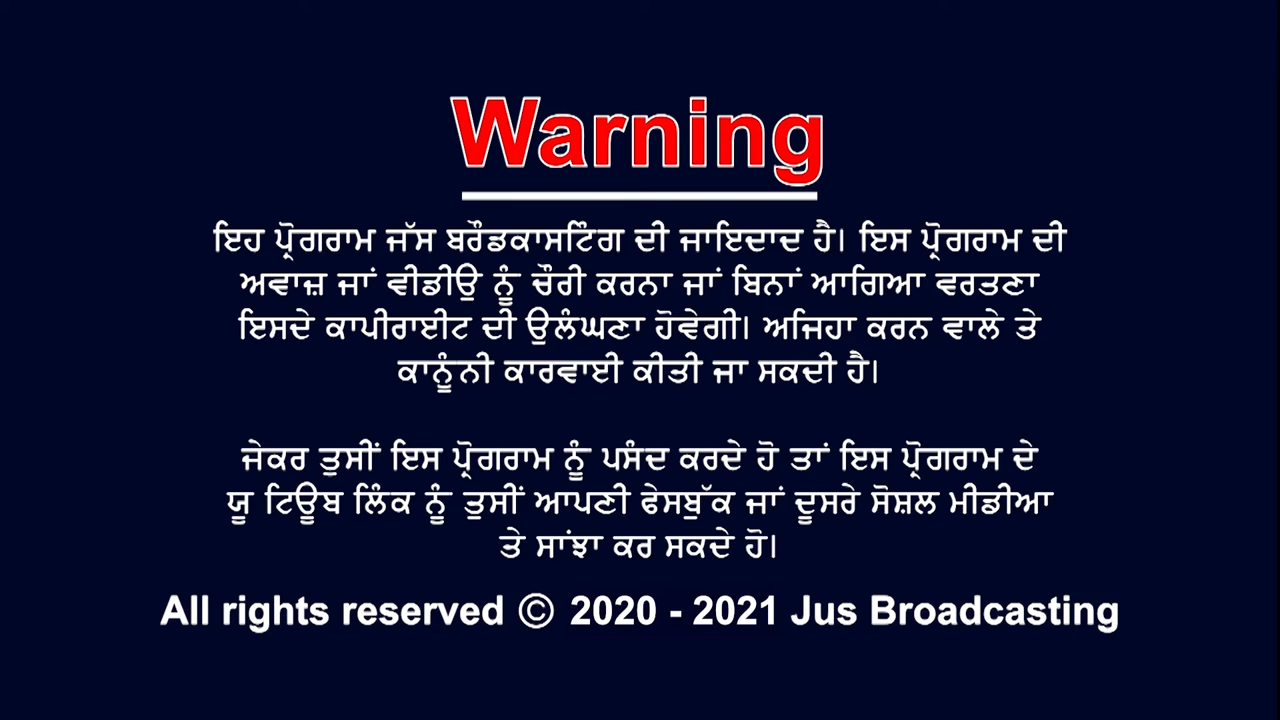 Warning
ਇਹ ਪ੍ਰੋਗਰਾਮ ਜੱਸ ਬਰੌਡਕਾਸਟਿੰਗ ਦੀ ਜਾਇਦਾਦ ਹੈ। ਇਸ ਪ੍ਰੋਗਰਾਮ ਦੀ
ਅਵਾਜ਼ ਜਾਂ ਵੀਡੀਉ ਨੂੰ ਚੌਰੀ ਕਰਨਾ ਜਾਂ ਬਿਨਾਂ ਆਗਿਆ ਵਰਤਣਾ
ਇਸਦੇ ਕਾਪੀਰਾਈਟ ਦੀ ਉਲੰਘਣਾ ਹੋਵੇਗੀ। ਅਜਿਹਾ ਕਰਨ ਵਾਲੇ ਤੇ
ਕਾਨੂੰਨੀ ਕਾਰਵਾਈ ਕੀਤੀ ਜਾ ਸਕਦੀ ਹੈ।
ਜੇਕਰ ਤੁਸੀਂ ਇਸ ਪ੍ਰੋਗਰਾਮ ਨੂੰ ਪਸੰਦ ਕਰਦੇ ਹੋ ਤਾਂ ਇਸ ਪ੍ਰੋਗਰਾਮ ਦੇ
ਯੂ ਟਿਊਬ ਲਿੰਕ ਨੂੰ ਤੁਸੀਂ ਆਪਣੀ ਫੇਸਬੁੱਕ ਜਾਂ ਦੂਸਰੇ ਸੋਸ਼ਲ ਮੀਡੀਆ
ਤੇ ਸਾਂਝਾ ਕਰ ਸਕਦੇ ਹੋ।
All rights reserved © 2020 - 2021 Jus Broadcasting